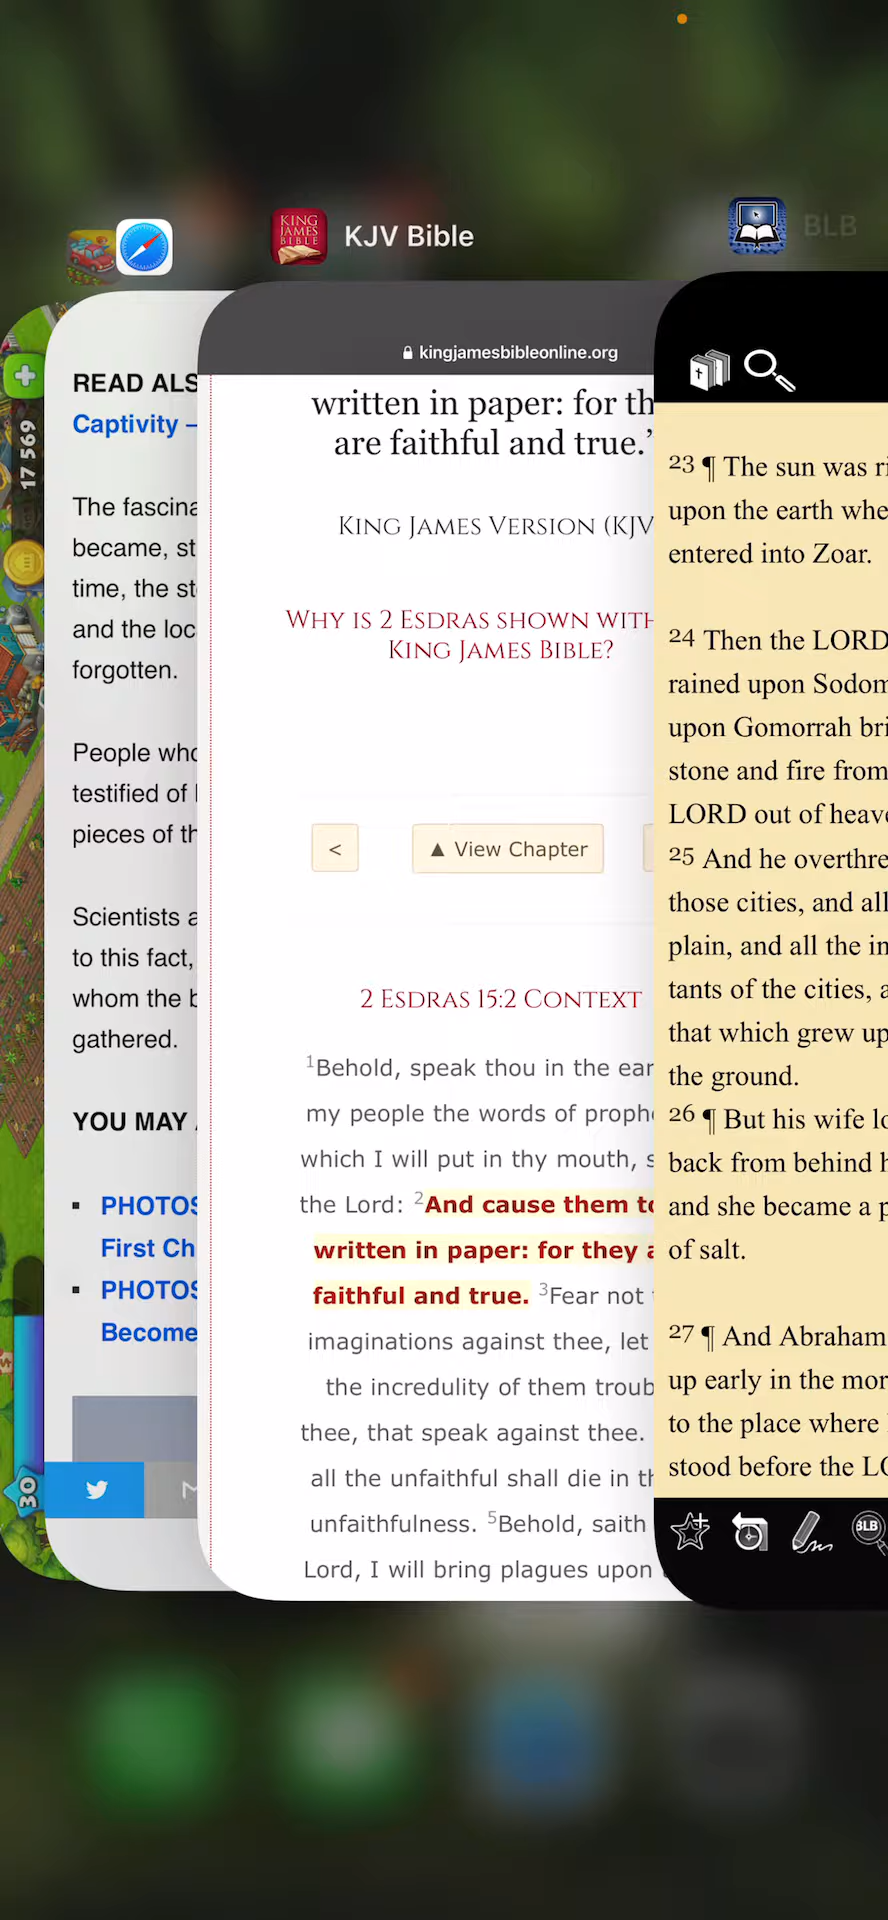 KING
JAMES
BIBLE
KJV Bible
BLB
17 569
30
READ ALS
Captivity –
The fascina
became, st
time, the st
and the loc
forgotten.
People who
testified of
pieces of th
Scientists a
to this fact,
whom the b
gathered.
YOU MAY
▪ PHOTOS
First Ch
▪ PHOTOS
Become
kingjamesbibleonline.org
written in paper: for th
are faithful and true.”
KING JAMES VERSION (KJV
WHY IS 2 ESDRAS SHOWN WITH
KING JAMES BIBLE?
<
▲ View Chapter
2 ESDRAS 15:2 CONTEXT
1Behold, speak thou in the ear
my people the words of prophe
which I will put in thy mouth, s
the Lord: 2And cause them to
written in paper: for they a
faithful and true. 3Fear not
imaginations against thee, let
the incredulity of them troub
thee, that speak against thee.
all the unfaithful shall die in th
unfaithfulness. 5Behold, saith
Lord, I will bring plagues upon
23 ¶ The sun was ri
upon the earth whe
entered into Zoar.
24 Then the LORD
rained upon Sodom
upon Gomorrah bri
stone and fire from
LORD out of heave
25 And he overthre
those cities, and all
plain, and all the in
tants of the cities, a
that which grew up
the ground.
26 ¶ But his wife lo
back from behind h
and she became a p
of salt.
27 ¶ And Abraham
up early in the mor
to the place where
stood before the LO
BLB